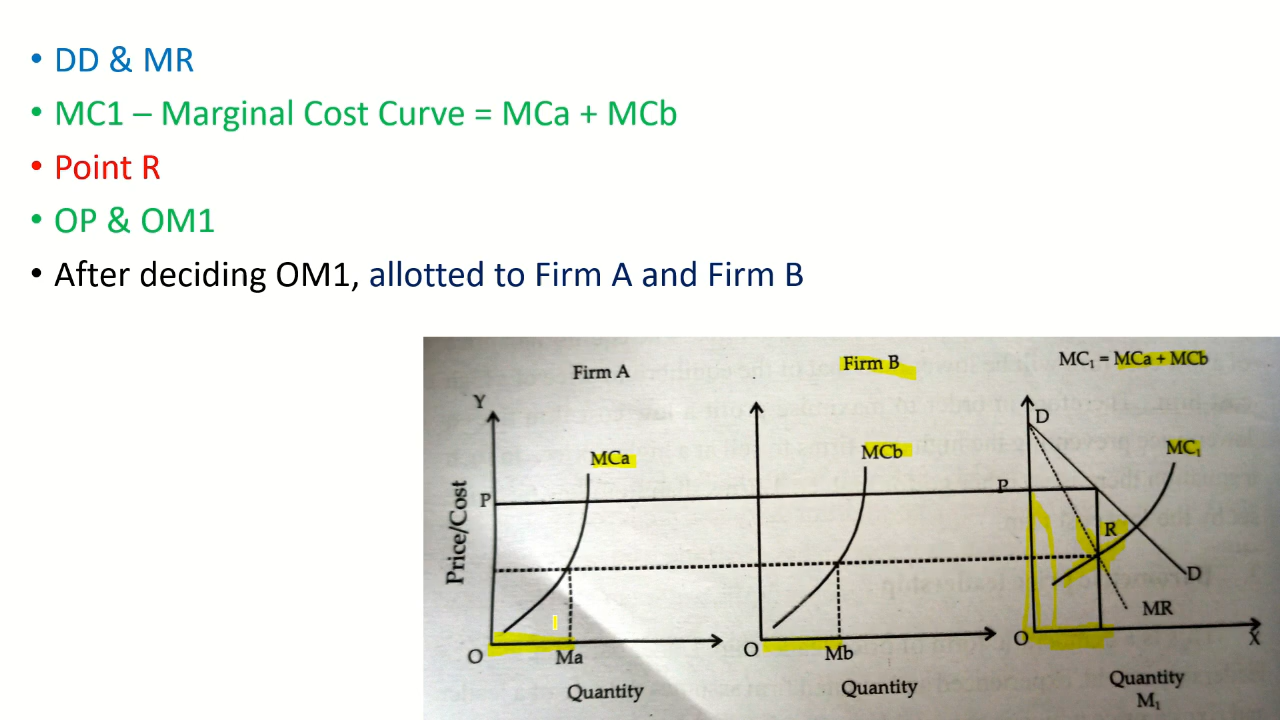 • DD & MR
• MC1 – Marginal Cost Curve = MCa + MCb
• Point R
• OP & OM1
• After deciding OM1, allotted to Firm A and Firm B
Firm A
Firm B
MC₁ = MCa + MCb
Y
D
MCa
MCb
MC₁
P
P
Price/Cost
R
D
MR
O
Ma
O
Mb
O
X
Quantity
Quantity
Quantity
M₁